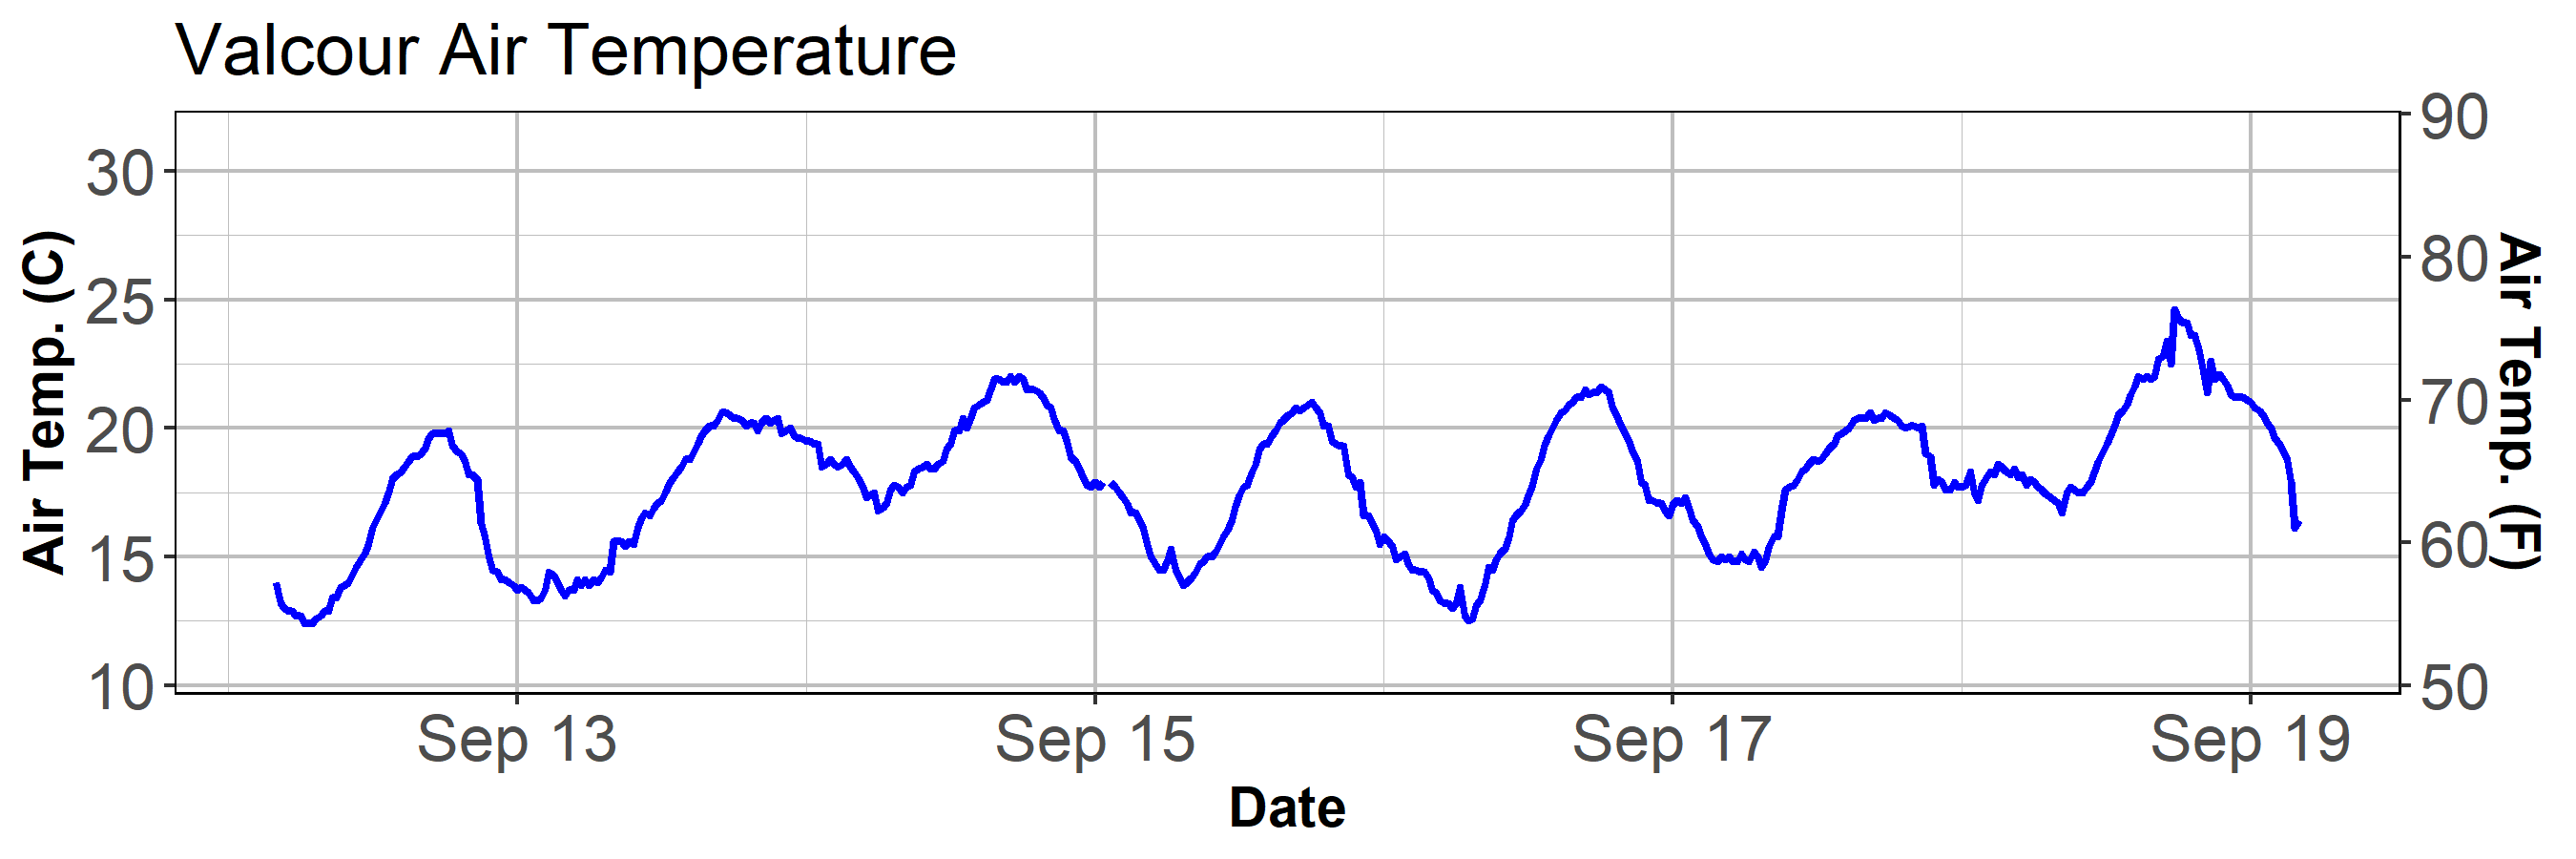 Valcour Air Temperature
Air Temp. (C)
30
25
20
15
10
90
80
70
60
50
Air Temp. (F)
Sep 13
Sep 15
Sep 17
Sep 19
Date